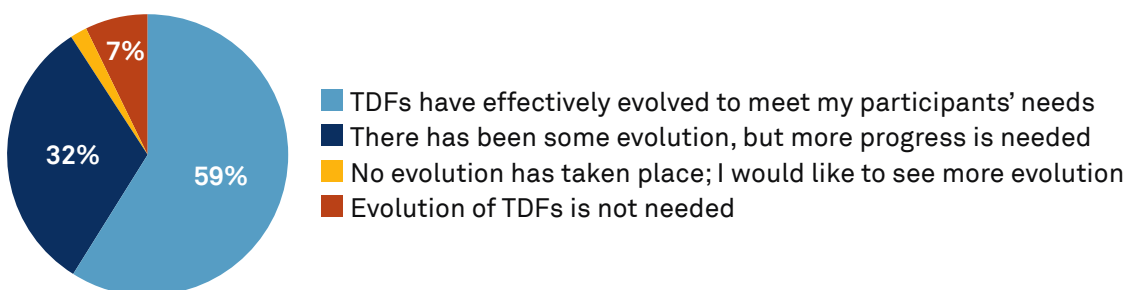 7%
32%
59%
TDFs have effectively evolved to meet my participants’ needs
There has been some evolution, but more progress is needed
No evolution has taken place; I would like to see more evolution
Evolution of TDFs is not needed